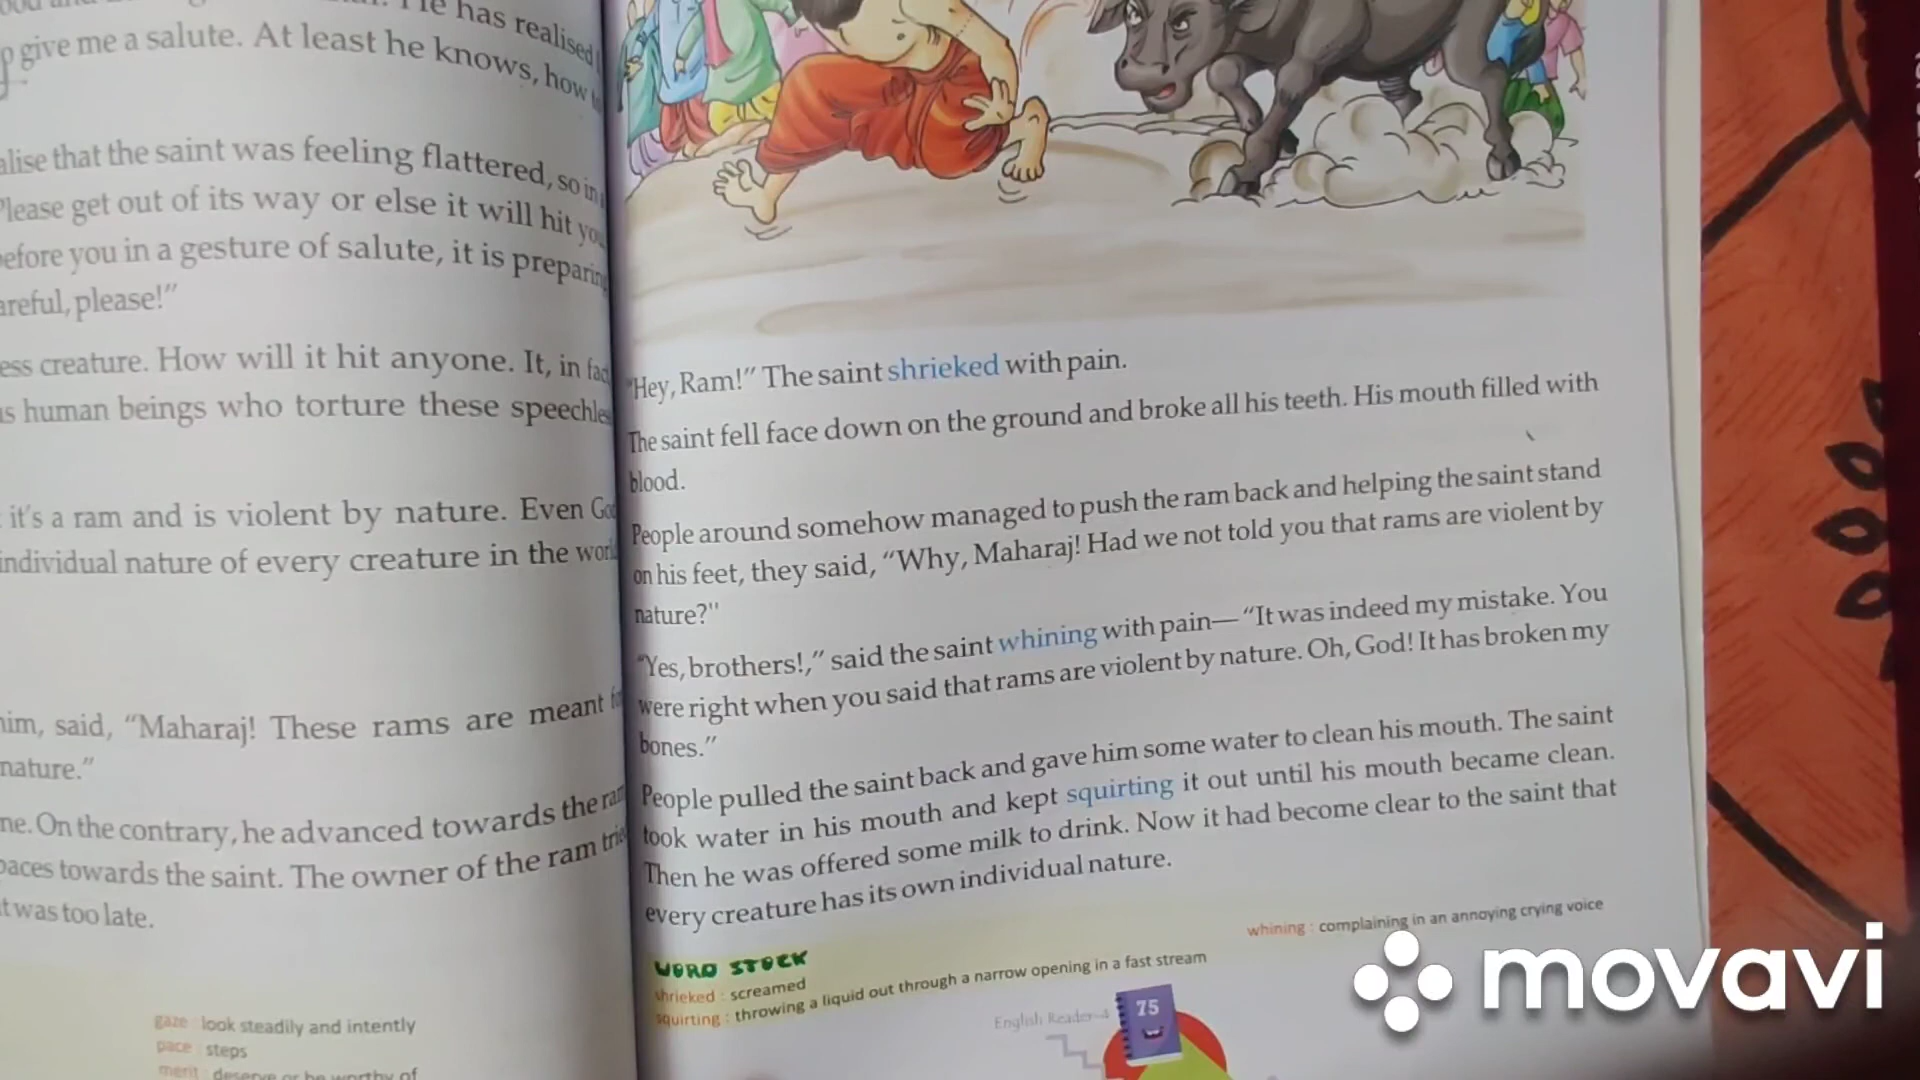 He has realised
give me a salute. At least he knows, how
that the saint was feeling flattered, so in
Please get out of its way or else it will hit
before you in a gesture of salute, it is preparing
please!”
creature. How will it hit anyone. It, in
human beings who torture these
it's a ram and is violent by nature. Even
individual nature of every creature in the
him, said, “Maharaj! These rams are meant
nature.”
On the contrary, he advanced towards the
paces towards the saint. The owner of the ram
was too late.
gaze : look steadily and intently
pace : steps
merit : deserve or be worthy of
“Hey, Ram!” The saint shrieked with pain.
The saint fell face down on the ground and broke all his teeth. His mouth filled with
blood.
People around somehow managed to push the ram back and helping the saint stand
on his feet, they said, “Why, Maharaj! Had we not told you that rams are violent by
nature?"
“Yes, brothers!,” said the saint whining with pain—“It was indeed my mistake. You
were right when you said that rams are violent by nature. Oh, God! It has broken my
bones.”
People pulled the saint back and gave him some water to clean his mouth. The saint
took water in his mouth and kept squirting it out until his mouth became clean.
Then he was offered some milk to drink. Now it had become clear to the saint that
every creature has its own individual nature.
WORD STOCK
shrieked : screamed
whining : complaining in an annoying crying voice
squirting : throwing a liquid out through a narrow opening in a fast stream
English Reader-4
75
movavi